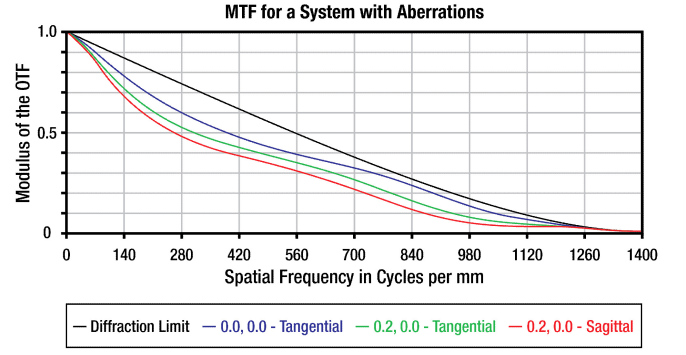 MTF for a System with Aberrations
Modulus of the OTF
1.0
0.5
0
0 140 280 420 560 700 840 980 1120 1260 1400
Spatial Frequency in Cycles per mm
Diffraction Limit 0.0, 0.0 - Tangential 0.2, 0.0 - Tangential 0.2, 0.0 - Sagittal